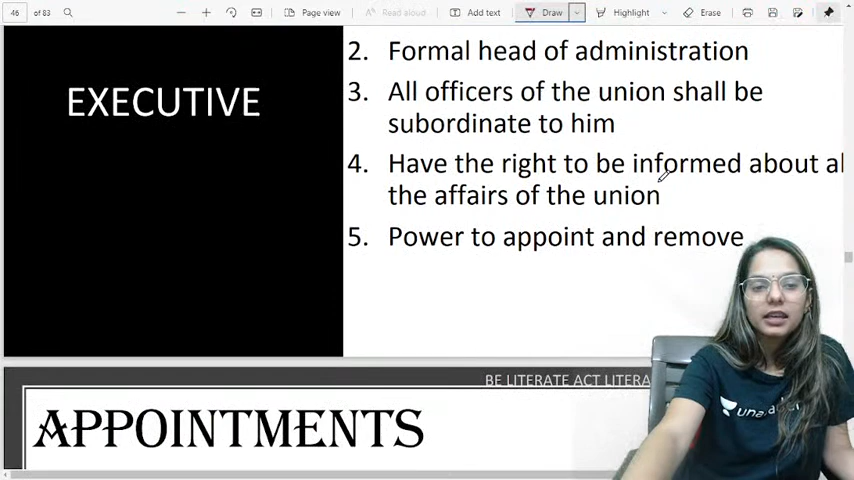 46 of 83
Page view
Read aloud
Add text
Draw
Highlight
Erase
EXECUTIVE
2. Formal head of administration
3. All officers of the union shall be
subordinate to him
4. Have the right to be informed about al
the affairs of the union
5. Power to appoint and remove
BE LITERATE ACT LITERA
APPOINTMENTS